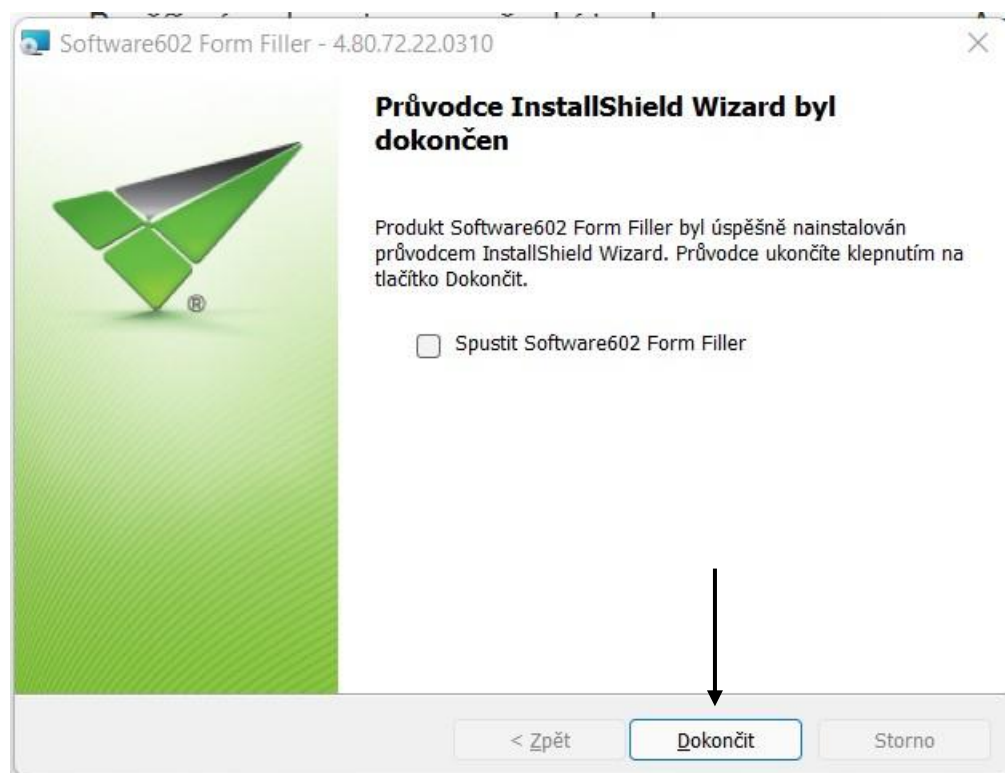 Software602 Form Filler - 4.80.72.22.0310
Průvodce InstallShield Wizard byl
dokončen
Produkt Software602 Form Filler byl úspěšně nainstalován
průvodcem InstallShield Wizard. Průvodce ukončíte klepnutím na
tlačítko Dokončit.
Spustit Software602 Form Filler
®
< Zpět
Dokončit
Storno